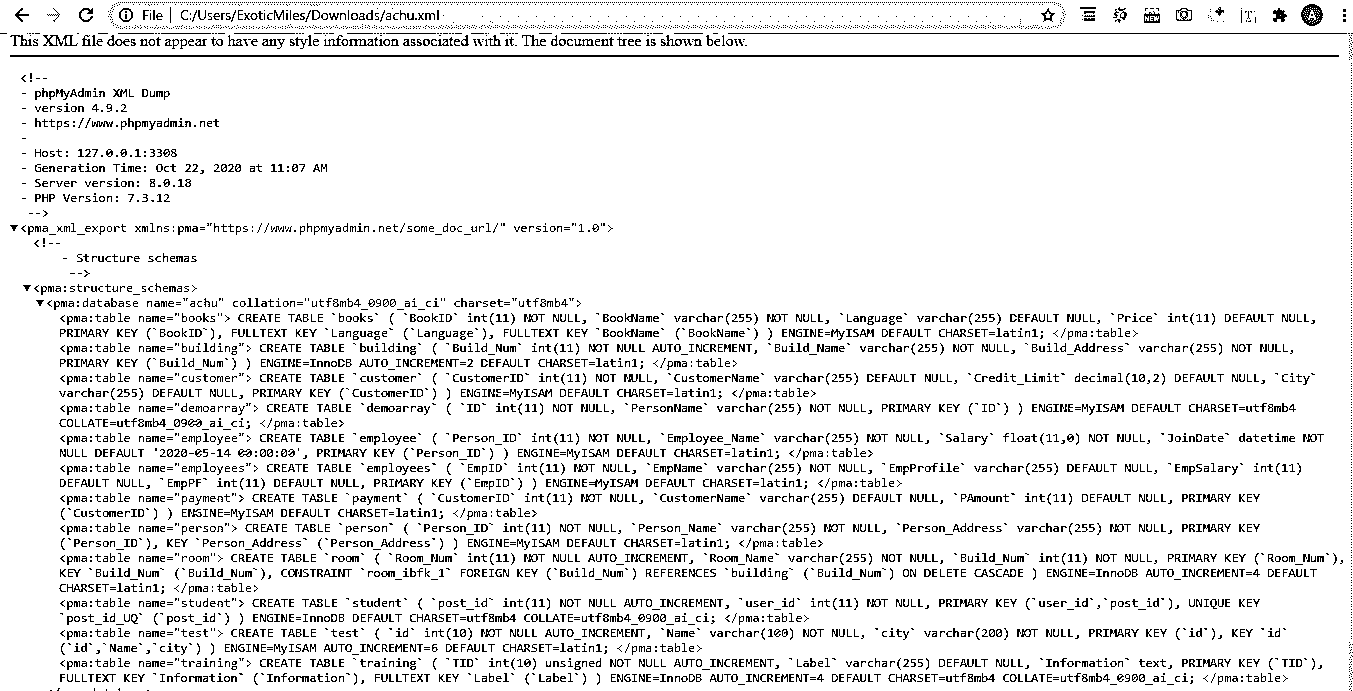 File | C:/Users/ExoticMiles/Downloads/achu.xml
This XML file does not appear to have any style information associated with it. The document tree is shown below.
<!--
- phpMyAdmin XML Dump
- version 4.9.2
- https://www.phpmyadmin.net
-
- Host: 127.0.0.1:3308
- Generation Time: Oct 22, 2020 at 11:07 AM
- Server version: 8.0.18
- PHP Version: 7.3.12
-->
▼<pma_xml_export xmlns:pma="https://www.phpmyadmin.net/some_doc_url/" version="1.0">
<!--
- Structure schemas
-->
▼<pma:structure_schemas>
▼<pma:database name="achu" collation="utf8mb4_0900_ai_ci" charset="utf8mb4">
<pma:table name="books"> CREATE TABLE `books` ( `BookID` int(11) NOT NULL, `BookName` varchar(255) NOT NULL, `Language` varchar(255) DEFAULT NULL, `Price` int(11) DEFAULT NULL,
PRIMARY KEY (`BookID`), FULLTEXT KEY `Language` (`Language`), FULLTEXT KEY `BookName` (`BookName`) ) ENGINE=MyISAM DEFAULT CHARSET=latin1; </pma:table>
<pma:table name="building"> CREATE TABLE `building` ( `Build_Num` int(11) NOT NULL AUTO_INCREMENT, `Build_Name` varchar(255) NOT NULL, `Build_Address` varchar(255) NOT NULL,
PRIMARY KEY (`Build_Num`) ) ENGINE=InnoDB AUTO_INCREMENT=2 DEFAULT CHARSET=latin1; </pma:table>
<pma:table name="customer"> CREATE TABLE `customer` ( `CustomerID` int(11) NOT NULL, `CustomerName` varchar(255) DEFAULT NULL, `Credit_Limit` decimal(10,2) DEFAULT NULL, `City`
varchar(255) DEFAULT NULL, PRIMARY KEY (`CustomerID`) ) ENGINE=MyISAM DEFAULT CHARSET=latin1; </pma:table>
<pma:table name="demoarray"> CREATE TABLE `demoarray` ( `ID` int(11) NOT NULL, `PersonName` varchar(255) NOT NULL, PRIMARY KEY (`ID`) ) ENGINE=MyISAM DEFAULT CHARSET=utf8mb4
COLLATE=utf8mb4_0900_ai_ci; </pma:table>
<pma:table name="employee"> CREATE TABLE `employee` ( `Person_ID` int(11) NOT NULL, `Employee_Name` varchar(255) NOT NULL, `Salary` float(11,0) NOT NULL, `JoinDate` datetime NOT
NULL DEFAULT '2020-05-14 00:00:00', PRIMARY KEY (`Person_ID`) ) ENGINE=MyISAM DEFAULT CHARSET=latin1; </pma:table>
<pma:table name="employees"> CREATE TABLE `employees` ( `EmpID` int(11) NOT NULL, `EmpName` varchar(255) NOT NULL, `EmpProfile` varchar(255) DEFAULT NULL, `EmpSalary` int(11)
DEFAULT NULL, `EmpPF` int(11) DEFAULT NULL, PRIMARY KEY (`EmpID`) ) ENGINE=MyISAM DEFAULT CHARSET=latin1; </pma:table>
<pma:table name="payment"> CREATE TABLE `payment` ( `CustomerID` int(11) NOT NULL, `CustomerName` varchar(255) DEFAULT NULL, `PAmount` int(11) DEFAULT NULL, PRIMARY KEY
(`CustomerID`) ) ENGINE=MyISAM DEFAULT CHARSET=latin1; </pma:table>
<pma:table name="person"> CREATE TABLE `person` ( `Person_ID` int(11) NOT NULL, `Person_Name` varchar(255) NOT NULL, `Person_Address` varchar(255) NOT NULL, PRIMARY KEY
(`Person_ID`), KEY `Person_Address` (`Person_Address`) ) ENGINE=MyISAM DEFAULT CHARSET=latin1; </pma:table>
<pma:table name="room"> CREATE TABLE `room` ( `Room_Num` int(11) NOT NULL AUTO_INCREMENT, `Room_Name` varchar(255) NOT NULL, `Build_Num` int(11) NOT NULL, PRIMARY KEY (`Room_Num`),
KEY `Build_Num` (`Build_Num`), CONSTRAINT `room_ibfk_1` FOREIGN KEY (`Build_Num`) REFERENCES `building` (`Build_Num`) ON DELETE CASCADE ) ENGINE=InnoDB AUTO_INCREMENT=4 DEFAULT
CHARSET=latin1; </pma:table>
<pma:table name="student"> CREATE TABLE `student` ( `post_id` int(11) NOT NULL AUTO_INCREMENT, `user_id` int(11) NOT NULL, PRIMARY KEY (`user_id`,`post_id`), UNIQUE KEY
`post_id_UQ` (`post_id`) ) ENGINE=InnoDB DEFAULT CHARSET=utf8mb4 COLLATE=utf8mb4_0900_ai_ci; </pma:table>
<pma:table name="test"> CREATE TABLE `test` ( `id` int(10) NOT NULL AUTO_INCREMENT, `Name` varchar(100) NOT NULL, `city` varchar(200) NOT NULL, PRIMARY KEY (`id`), KEY `id`
(`id`,`Name`,`city`) ) ENGINE=MyISAM AUTO_INCREMENT=6 DEFAULT CHARSET=latin1; </pma:table>
<pma:table name="training"> CREATE TABLE `training` ( `TID` int(10) unsigned NOT NULL AUTO_INCREMENT, `Label` varchar(255) DEFAULT NULL, `Information` text, PRIMARY KEY (`TID`),
FULLTEXT KEY `Information` (`Information`), FULLTEXT KEY `Label` (`Label`) ) ENGINE=InnoDB AUTO_INCREMENT=4 DEFAULT CHARSET=utf8mb4 COLLATE=utf8mb4_0900_ai_ci; </pma:table>